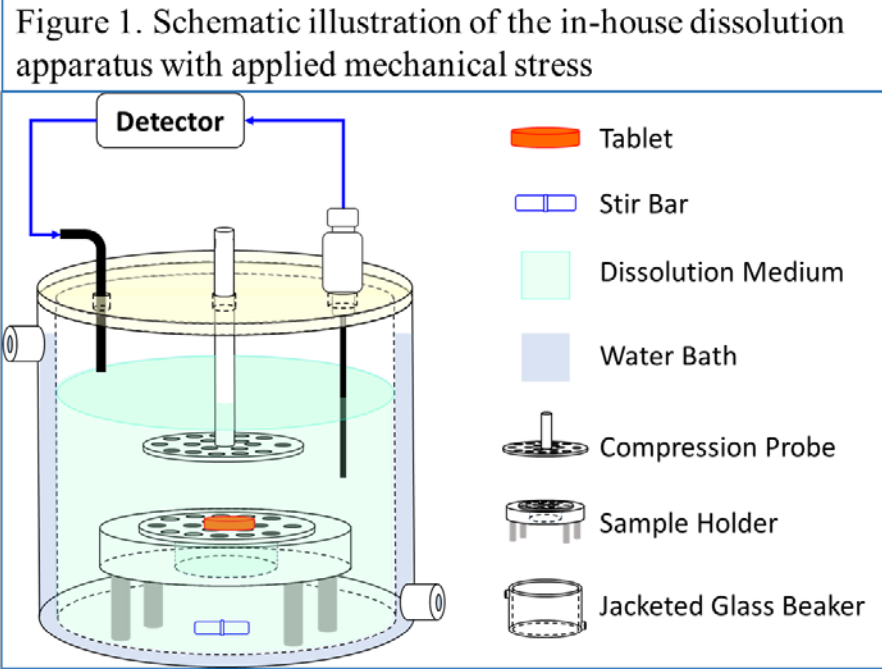 Figure 1. Schematic illustration of the in-house dissolution
apparatus with applied mechanical stress
Detector
Tablet
Stir Bar
Dissolution Medium
Water Bath
Compression Probe
Sample Holder
Jacketed Glass Beaker